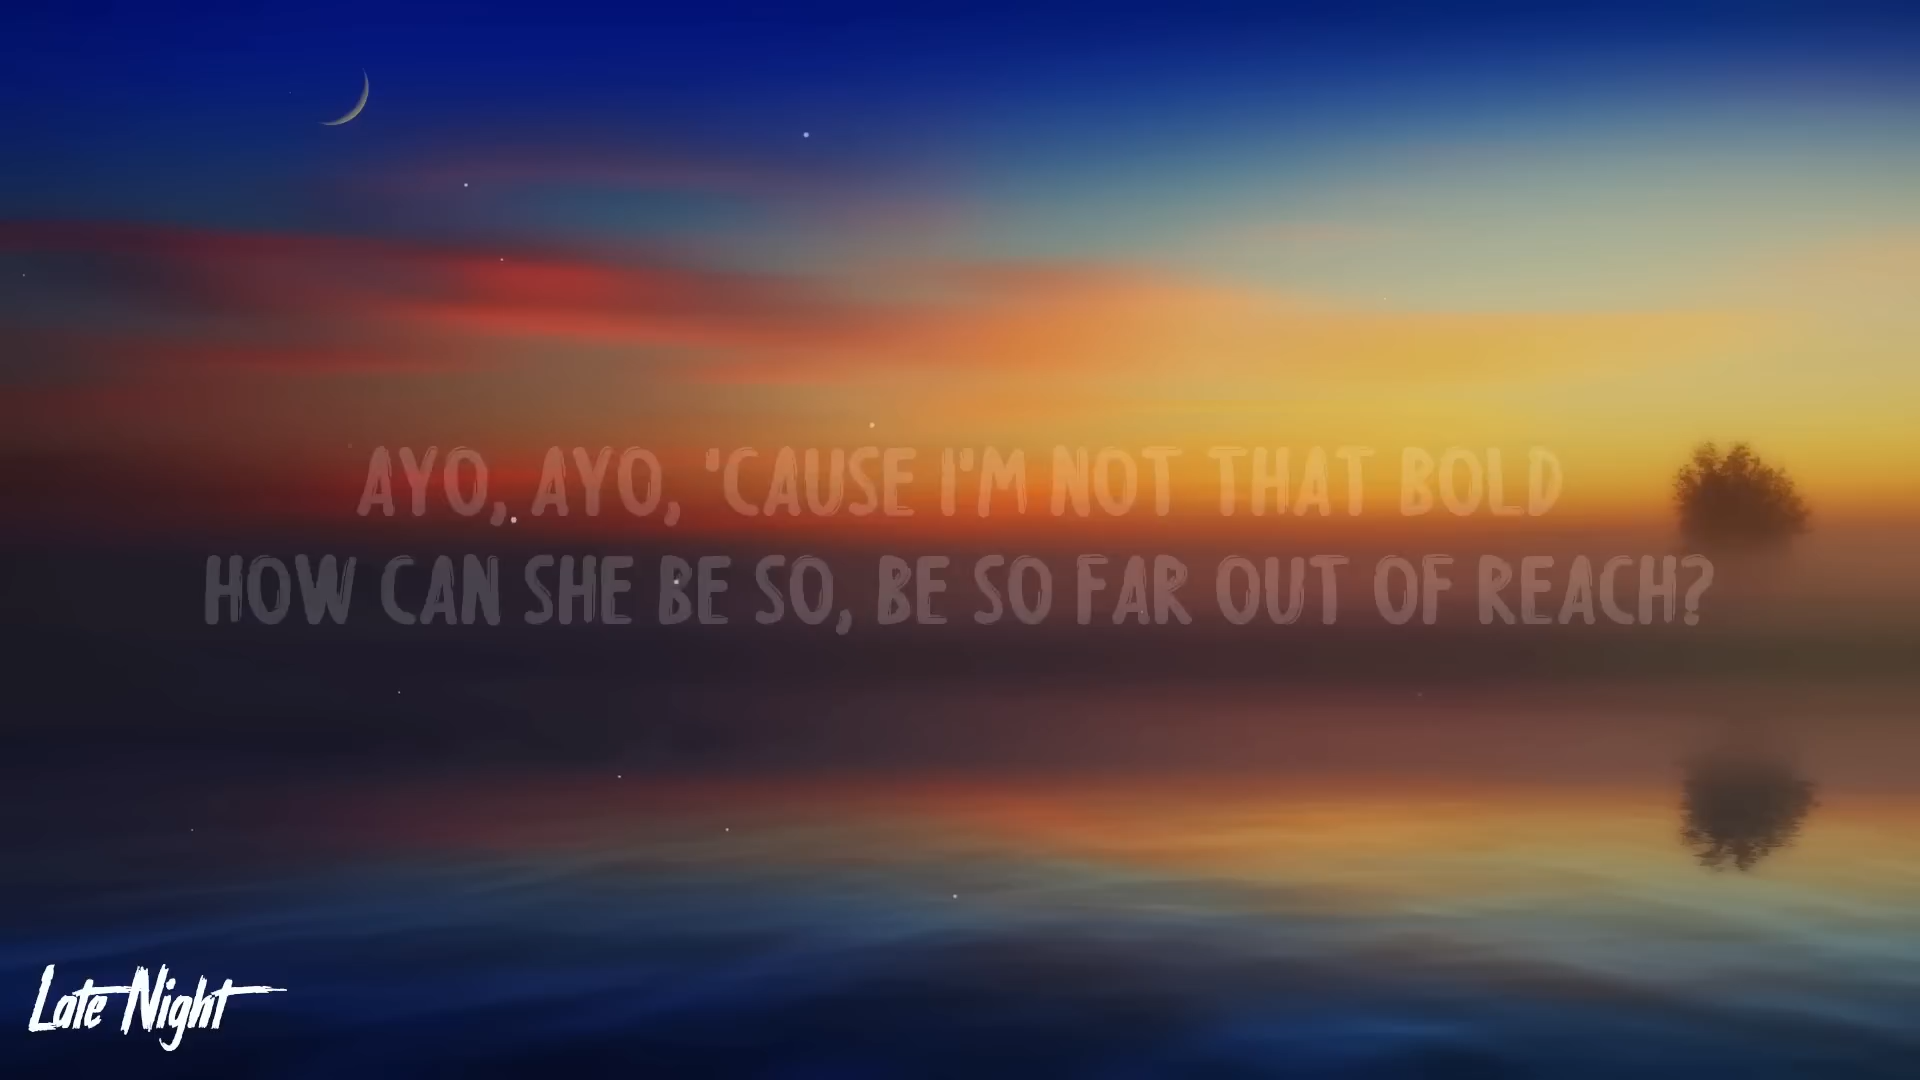 AYO, AYO, 'CAUSE I'M NOT THAT BOLD
HOW CAN SHE BE SO, BE SO FAR OUT OF REACH?
Late Night